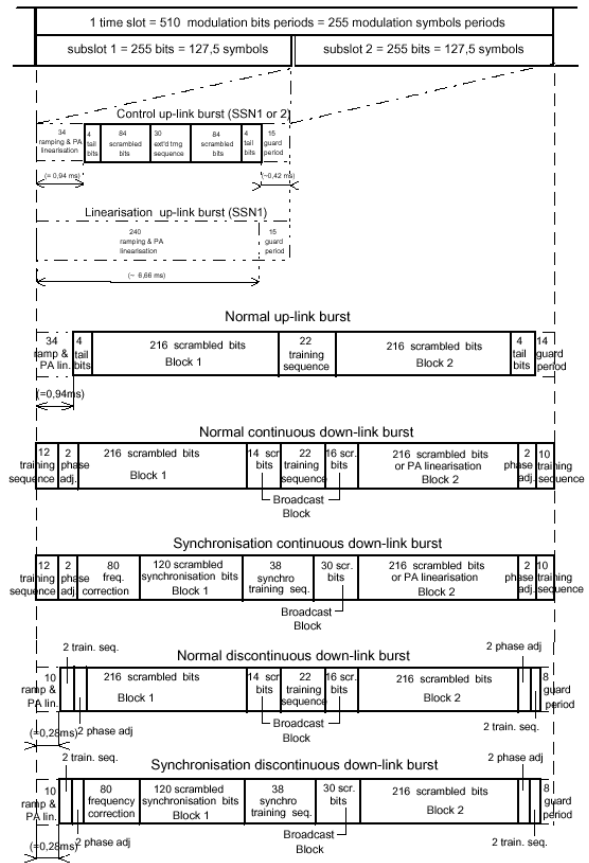 1 time slot = 510 modulation bits periods = 255 modulation symbols periods
subslot 1 = 255 bits = 127,5 symbols
subslot 2 = 255 bits = 127,5 symbols
Control up-link burst (SSN1 or 2)
34
ramping & PA
linearisation
4
tail
bits
84
scrambled
bits
30
ext'd trng
sequence
84
scrambled
bits
4
tail
bits
15
guard
period
(= 0,94 ms)
(~0,42 ms)
Linearisation up-link burst (SSN1)
240
ramping & PA
linearisation
15
guard
period
(~ 6,66 ms)
Normal up-link burst
34
ramp &
PA lin.
4
tail
bits
216 scrambled bits
Block 1
22
training
sequence
216 scrambled bits
Block 2
4
tail
bits
14
guard
period
(=0,94ms)
Normal continuous down-link burst
12
training
sequence
2
phase
adj.
216 scrambled bits
Block 1
14 scr
bits
22
training
sequence
16 scr.
bits
216 scrambled bits
or PA linearisation
Block 2
2
phase
adj.
10
training
sequence
Broadcast
Block
Synchronisation continuous down-link burst
12
training
sequence
2
phase
adj.
80
freq.
correction
120 scrambled
synchronisation bits
Block 1
38
synchro
training seq.
30 scr.
bits
216 scrambled bits
or PA linearisation
Block 2
2
phase
adj.
10
training
sequence
Broadcast
Block
2 train. seq.
2 phase adj
Normal discontinuous down-link burst
10
ramp &
PA lin.
216 scrambled bits
Block 1
14 scr
bits
22
training
sequence
16 scr.
bits
216 scrambled bits
Block 2
8
guard
period
(=0,28ms)
2 phase adj
Broadcast
Block
2 train. seq.
2 train. seq.
2 phase adj
Synchronisation discontinuous down-link burst
10
ramp &
PA lin.
80
frequency
correction
120 scrambled
synchronisation bits
Block 1
38
synchro
training seq.
30 scr.
bits
216 scrambled bits
Block 2
8
guard
period
(=0,28ms)
2 phase adj
Broadcast
Block
2 train. seq.